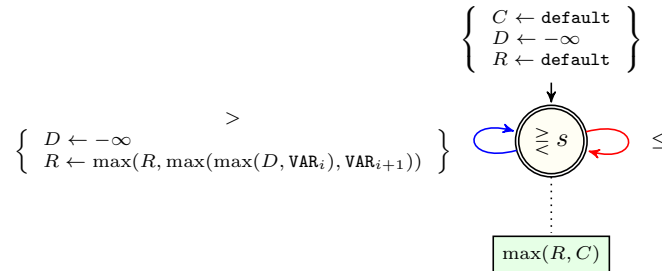 C ← default
D ← −∞
R ← default
>
D ← −∞
R ← max(R, max(max(D, VAR_i), VAR_{i+1}))
≥
≤ s
≤
max(R, C)